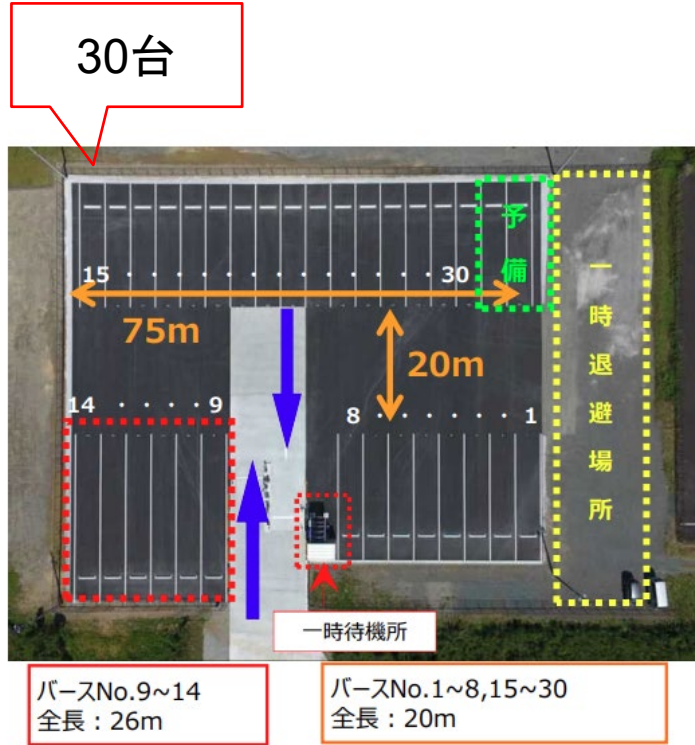 30台
予
備
15 ・ ・ ・ ・ ・ ・ ・ ・ ・ ・ ・ ・ ・ 30
75m
20m
14 ・ ・ ・ ・ 9
8 ・ ・ ・ ・ ・ ・ 1
一
時
退
避
場
所
一時待機所
バースNo.9~14
全長：26m
バースNo.1~8,15~30
全長：20m